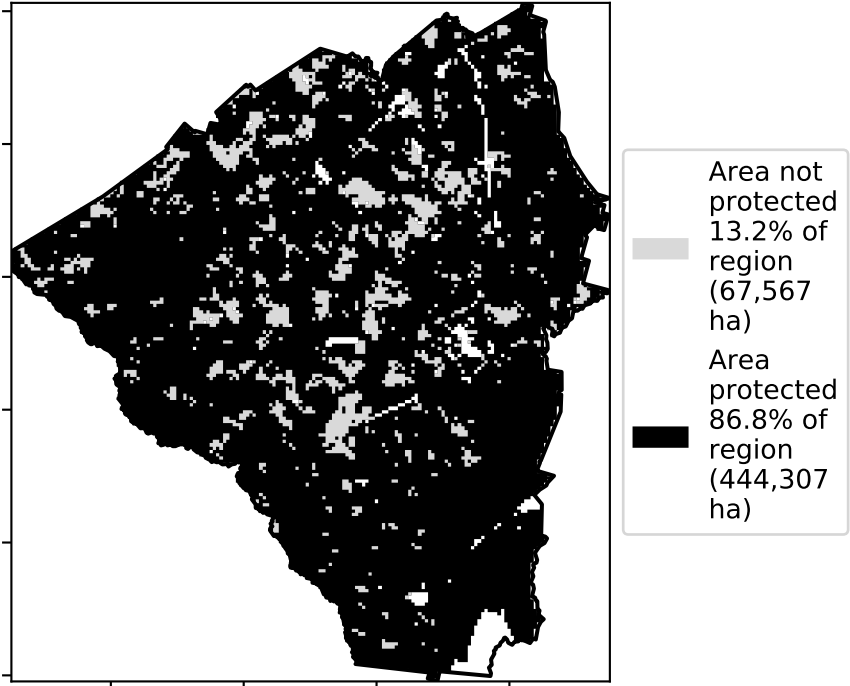 Area not
protected
13.2% of
region
(67,567
ha)
Area
protected
86.8% of
region
(444,307
ha)